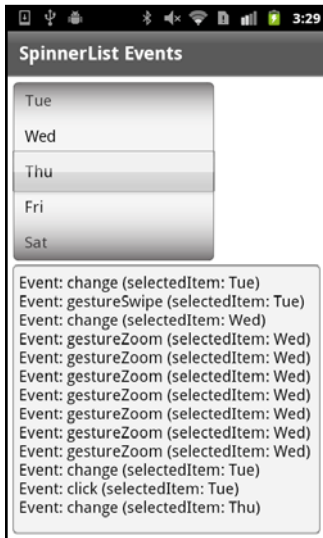 3:29
SpinnerList Events
Tue
Wed
Thu
Fri
Sat
Event: change (selectedItem: Tue)
Event: gestureSwipe (selectedItem: Tue)
Event: change (selectedItem: Wed)
Event: gestureZoom (selectedItem: Wed)
Event: gestureZoom (selectedItem: Wed)
Event: gestureZoom (selectedItem: Wed)
Event: gestureZoom (selectedItem: Wed)
Event: gestureZoom (selectedItem: Wed)
Event: gestureZoom (selectedItem: Wed)
Event: gestureZoom (selectedItem: Wed)
Event: change (selectedItem: Tue)
Event: click (selectedItem: Tue)
Event: change (selectedItem: Thu)